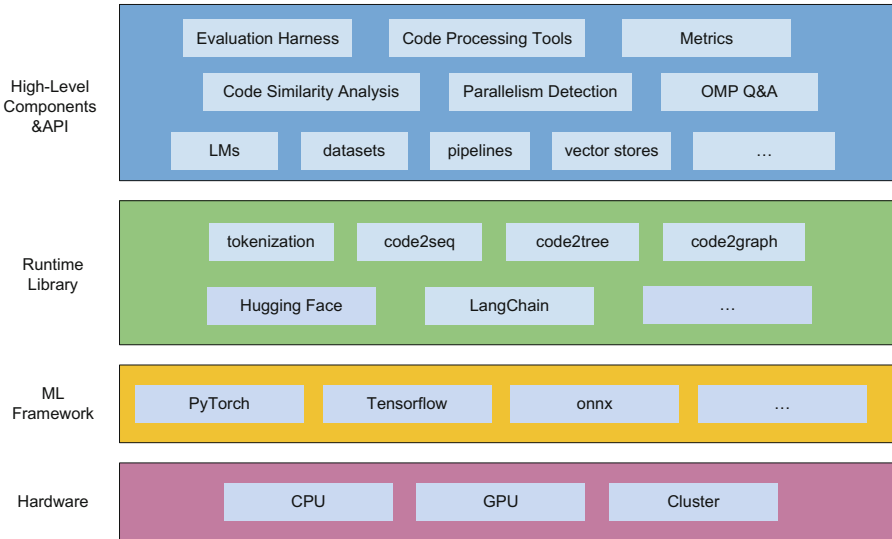 Evaluation Harness
Code Processing Tools
Metrics
High-Level
Components
&API
Code Similarity Analysis
Parallelism Detection
OMP Q&A
LMs
datasets
pipelines
vector stores
...
Runtime
Library
tokenization
code2seq
code2tree
code2graph
Hugging Face
LangChain
...
ML
Framework
PyTorch
Tensorflow
onnx
...
Hardware
CPU
GPU
Cluster